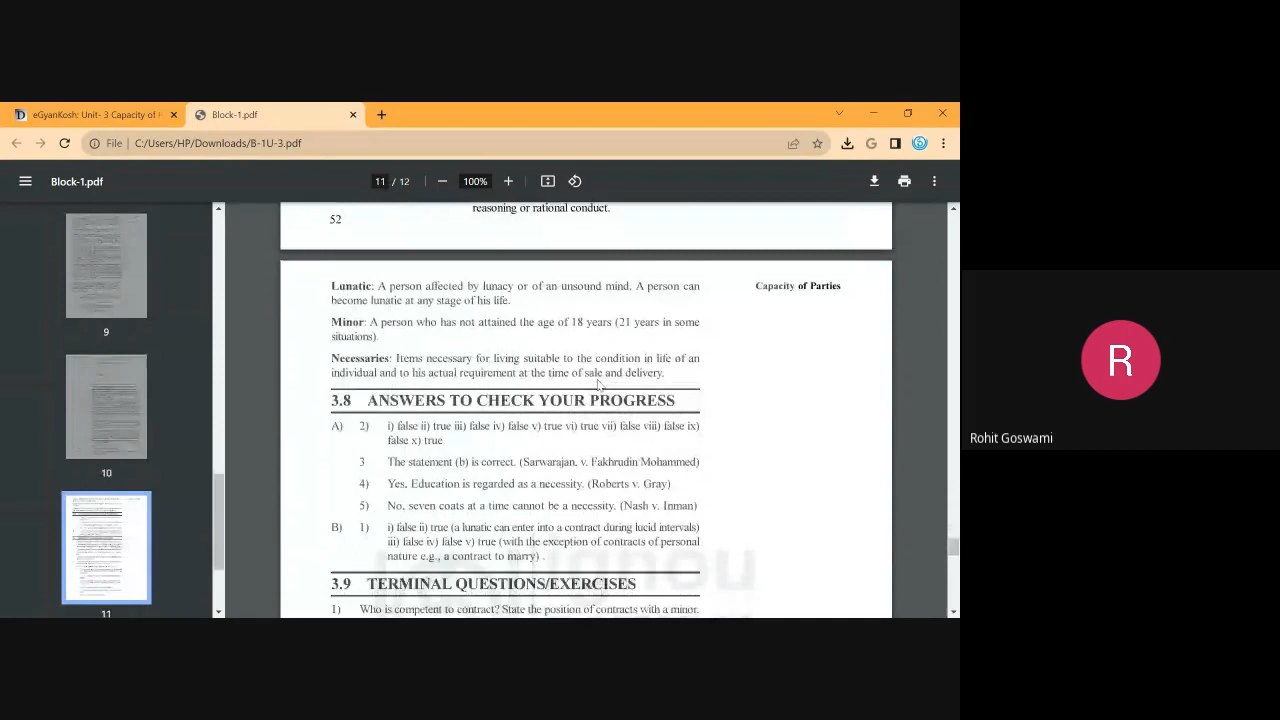 eGyanKosh: Unit- 3 Capacity of
Block-1.pdf
File | C:/Users/HP/Downloads/B-1U-3.pdf
Block-1.pdf
11 / 12
100%
reasoning or rational conduct.
52
9
10
11
Lunatic: A person affected by lunacy or of an unsound mind. A person can
become lunatic at any stage of his life.
Capacity of Parties
Minor: A person who has not attained the age of 18 years (21 years in some
situations).
Necessaries: Items necessary for living suitable to the condition in life of an
individual and to his actual requirement at the time of sale and delivery.
3.8 ANSWERS TO CHECK YOUR PROGRESS
A) 2) i) false ii) true iii) false iv) false v) true vi) true vii) false viii) false ix)
false x) true
3 The statement (b) is correct. (Sarwarajan, v. Fakhrudin Mohammed)
4) Yes, Education is regarded as a necessity. (Roberts v. Gray)
5) No, seven coats at a time cannot be a necessity. (Nash v. Inman)
B) 3 i) false ii) true (a lunatic can enter into a contract during lucid intervals)
iii) false iv) false v) true (with the exception of contracts of personal
nature e.g., a contract to marry)
3.9 TERMINAL QUESTIONS/EXERCISES
1) Who is competent to contract? State the position of contracts with a minor.
R
Rohit Goswami